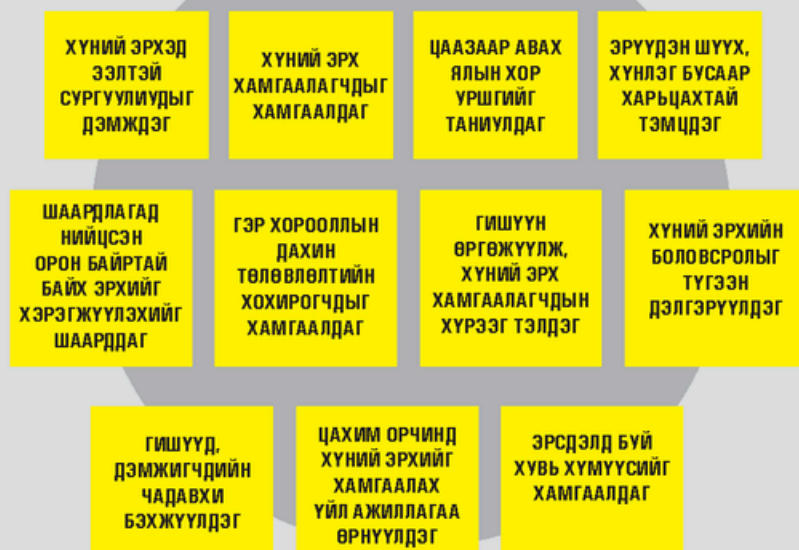 ХҮНИЙ ЭРХЭД
ЭЭЛТЭЙ
СУРГУУЛИУДЫГ
ДЭМЖДЭГ
ХҮНИЙ ЭРХ
ХАМГААЛАГЧДЫГ
ХАМГААЛДАГ
ЦААЗААР АВАХ
ЯЛЫН ХОР
УРШГИЙГ
ТАНИУЛДАГ
ЭРҮҮДЭН ШҮҮХ,
ХҮНЛЭГ БУСААР
ХАРЬЦАХТАЙ
ТЭМЦДЭГ
ШААРДЛАГАД
НИЙЦСЭН
ОРОН БАЙРТАЙ
БАЙХ ЭРХИЙГ
ХЭРЭГЖҮҮЛЭХИЙГ
ШААРДДАГ
ГЭР ХОРООЛЛЫН
ДАХИН
ТӨЛӨВЛӨЛТИЙН
ХОХИРОГЧДЫГ
ХАМГААЛДАГ
ГИШҮҮН
ӨРГӨЖҮҮЛЖ,
ХҮНИЙ ЭРХ
ХАМГААЛАГЧДЫН
ХҮРЭЭГ ТЭЛДЭГ
ХҮНИЙ ЭРХИЙН
БОЛОВСРОЛЫГ
ТҮГЭЭН
ДЭЛГЭРҮҮЛДЭГ
ГИШҮҮД,
ДЭМЖИГЧДИЙН
ЧАДАВХИ
БЭХЖҮҮЛДЭГ
ЦАХИМ ОРЧИНД
ХҮНИЙ ЭРХИЙГ
ХАМГААЛАХ
ҮЙЛ АЖИЛЛАГАА
ӨРНҮҮЛДЭГ
ЭРСДЭЛД БУЙ
ХУВЬ ХҮМҮҮСИЙГ
ХАМГААЛДАГ